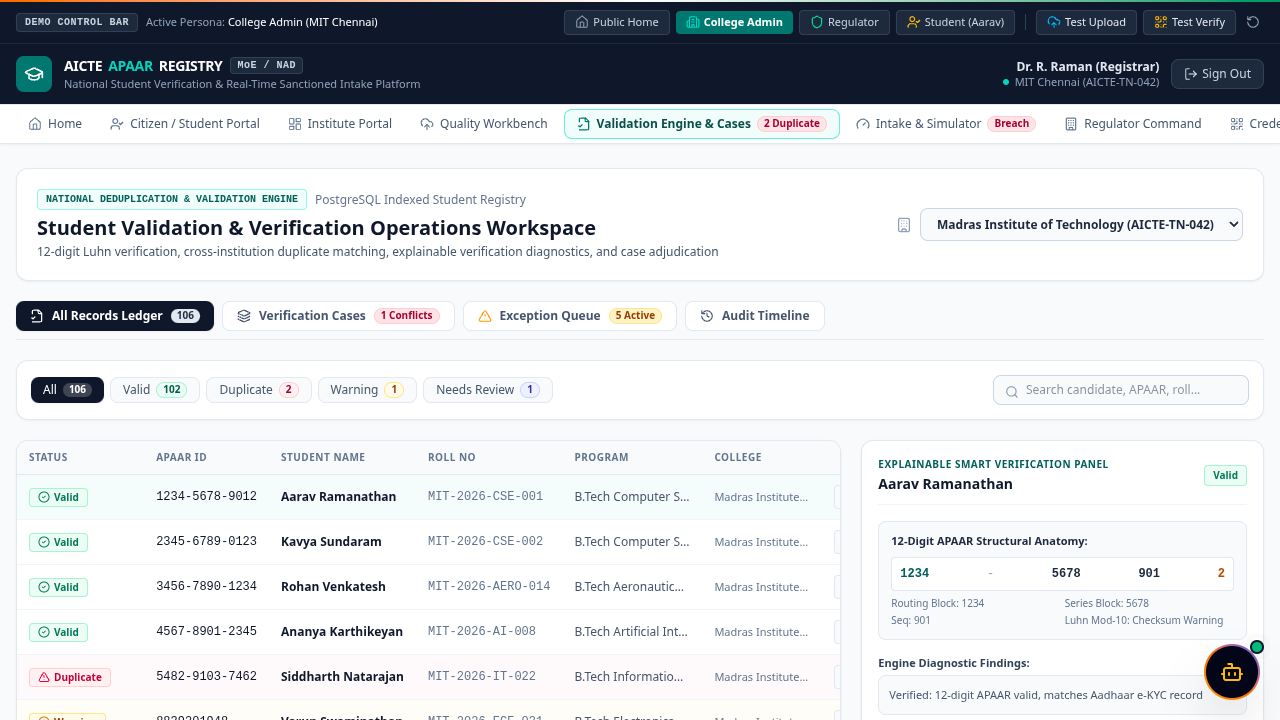 DEMO CONTROL BAR Active Persona: College Admin (MIT Chennai) Public Home College Admin Regulator Student (Aarav) Test Upload Test Verify
AICTE APAAR REGISTRY MoE / NAD
National Student Verification & Real-Time Sanctioned Intake Platform
Dr. R. Raman (Registrar)
MIT Chennai (AICTE-TN-042)
Sign Out
Home Citizen / Student Portal Institute Portal Quality Workbench Validation Engine & Cases 2 Duplicate Intake & Simulator Breach Regulator Command Crede
NATIONAL DEDUPLICATION & VALIDATION ENGINE PostgreSQL Indexed Student Registry
Student Validation & Verification Operations Workspace
12-digit Luhn verification, cross-institution duplicate matching, explainable verification diagnostics, and case adjudication
Madras Institute of Technology (AICTE-TN-042)
All Records Ledger 106 Verification Cases 1 Conflicts Exception Queue 5 Active Audit Timeline
All 106 Valid 102 Duplicate 2 Warning 1 Needs Review 1 Search candidate, APAAR, roll...
STATUS APAAR ID STUDENT NAME ROLL NO PROGRAM COLLEGE
Valid 1234-5678-9012 Aarav Ramanathan MIT-2026-CSE-001 B.Tech Computer S... Madras Institute...
Valid 2345-6789-0123 Kavya Sundaram MIT-2026-CSE-002 B.Tech Computer S... Madras Institute...
Valid 3456-7890-1234 Rohan Venkatesh MIT-2026-AERO-014 B.Tech Aeronautic... Madras Institute...
Valid 4567-8901-2345 Ananya Karthikeyan MIT-2026-AI-008 B.Tech Artificial Int... Madras Institute...
Duplicate 5482-9103-7462 Siddharth Natarajan MIT-2026-IT-022 B.Tech Informatio... Madras Institute...
EXPLAINABLE SMART VERIFICATION PANEL
Aarav Ramanathan
Valid
12-Digit APAAR Structural Anatomy:
1234 - 5678 901 2
Routing Block: 1234 Series Block: 5678
Seq: 901 Luhn Mod-10: Checksum Warning
Engine Diagnostic Findings:
Verified: 12-digit APAAR valid, matches Aadhaar e-KYC record